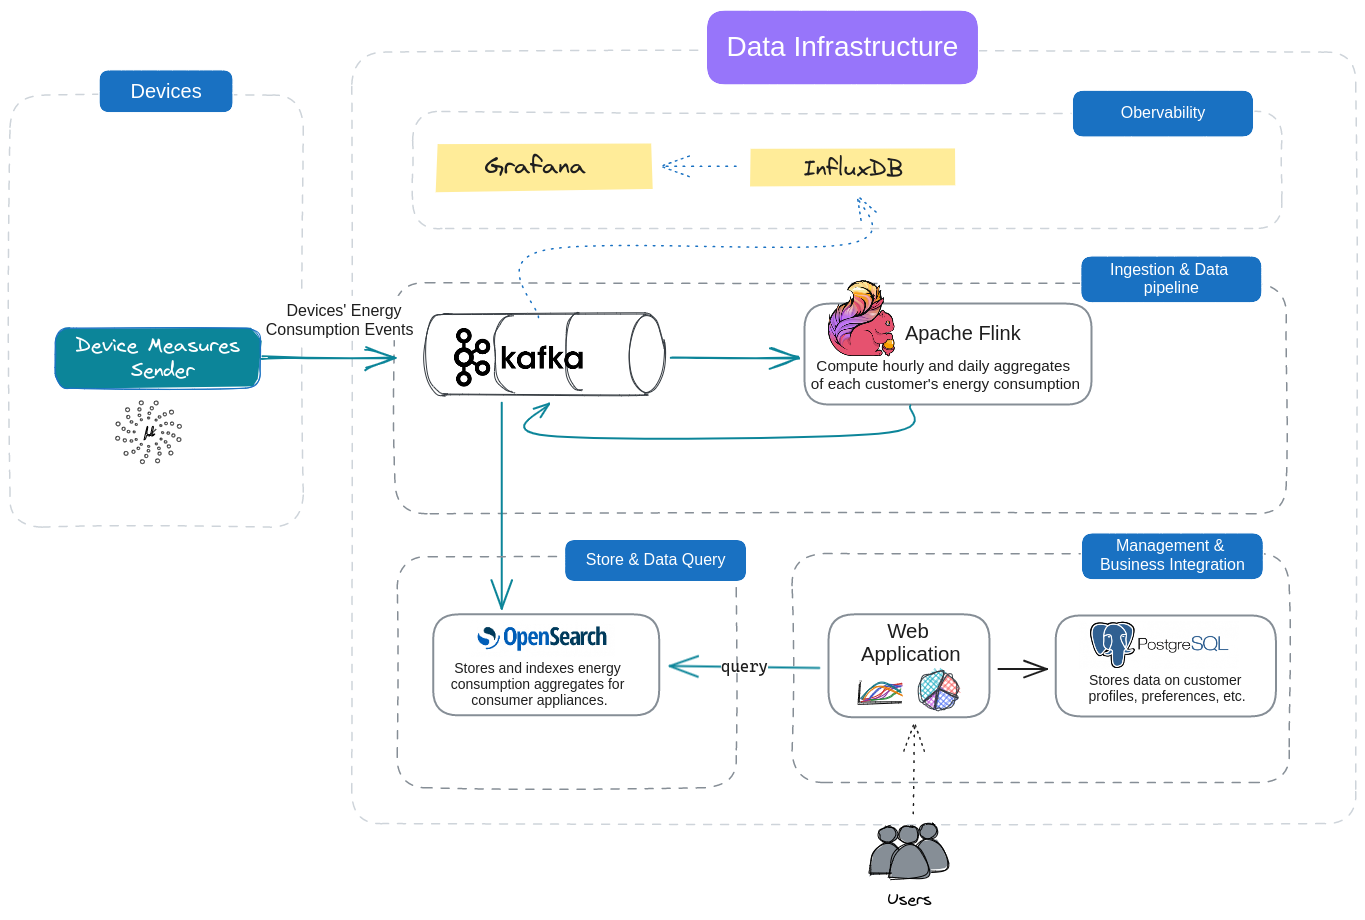 Data Infrastructure
Devices
Obervability
Grafana
InfluxDB
Ingestion & Data
pipeline
Devices' Energy
Consumption Events
Device Measures
Sender
kafka
Apache Flink
Compute hourly and daily aggregates
of each customer's energy consumption
Store & Data Query
Management &
Business Integration
OpenSearch
Stores and indexes energy
consumption aggregates for
consumer appliances.
query
Web
Application
PostgreSQL
Stores data on customer
profiles, preferences, etc.
Users